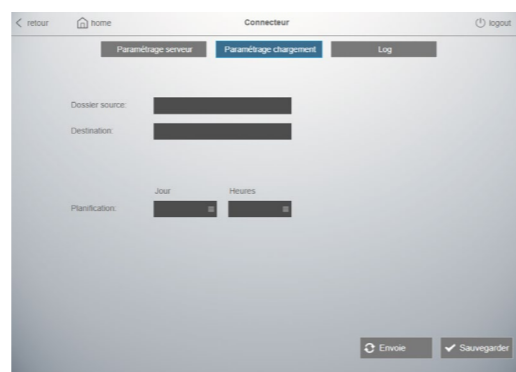 retour
home
Connecteur
logout
Paramétrage serveur
Paramétrage chargement
Log
Dossier source:
Destination:
Jour
Heures
Planification:
Envoie
Sauvegarder